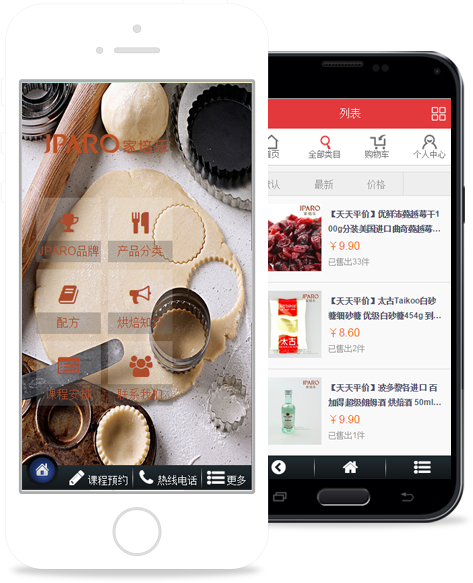 JPARO家焙乐
JPARO品牌
产品分类
配方
烘焙知识
课程安排
联系我们
课程预约
热线电话
更多
列表
首页
全部类目
购物车
个人中心
默认
最新
价格
JPARO
【天天平价】优鲜沛蔓越莓干1
00g分装美国进口曲奇蔓越莓…
¥9.90
已售出33件
JPARO
太古
【天天平价】太古Taikoo白砂
糖细砂糖 优级白砂糖454g 到…
¥8.60
已售出2件
JPARO
【天天平价】波多黎各进口 百
加得超级朗姆酒 烘焙酒 50ml…
¥9.90
已售出1件